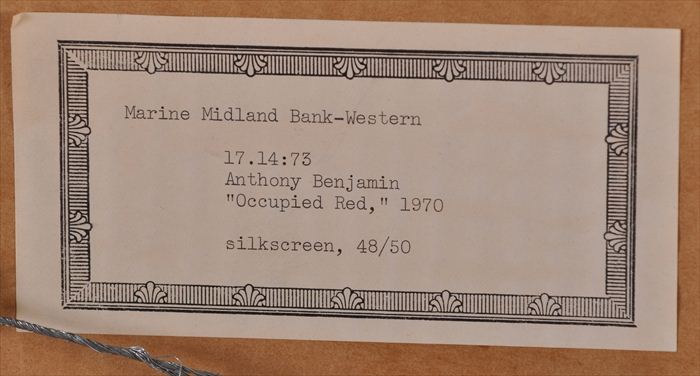 Marine Midland Bank-Western
17.14:73
Anthony Benjamin
"Occupied Red," 1970
silkscreen, 48/50